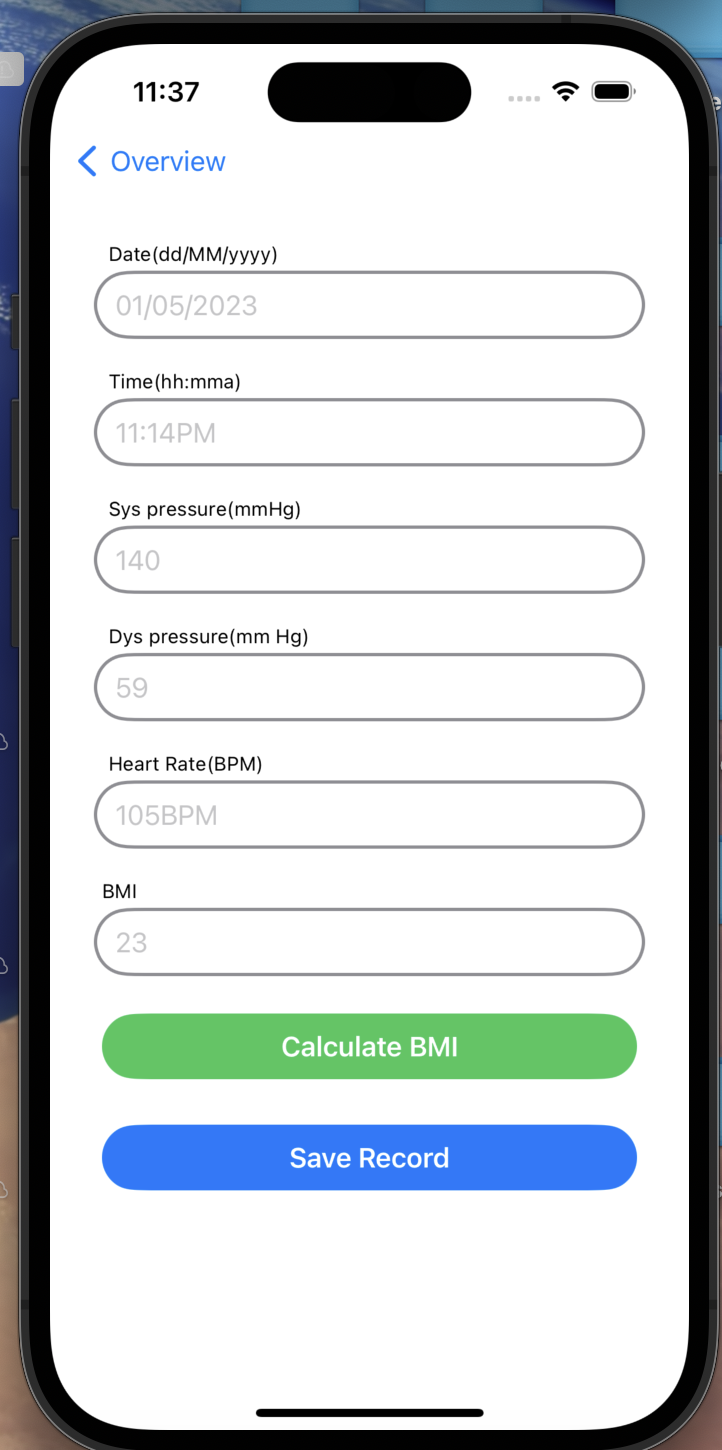 11:37
Overview
Date(dd/MM/yyyy)
01/05/2023
Time(hh:mma)
11:14PM
Sys pressure(mmHg)
140
Dys pressure(mm Hg)
59
Heart Rate(BPM)
105BPM
BMI
23
Calculate BMI
Save Record